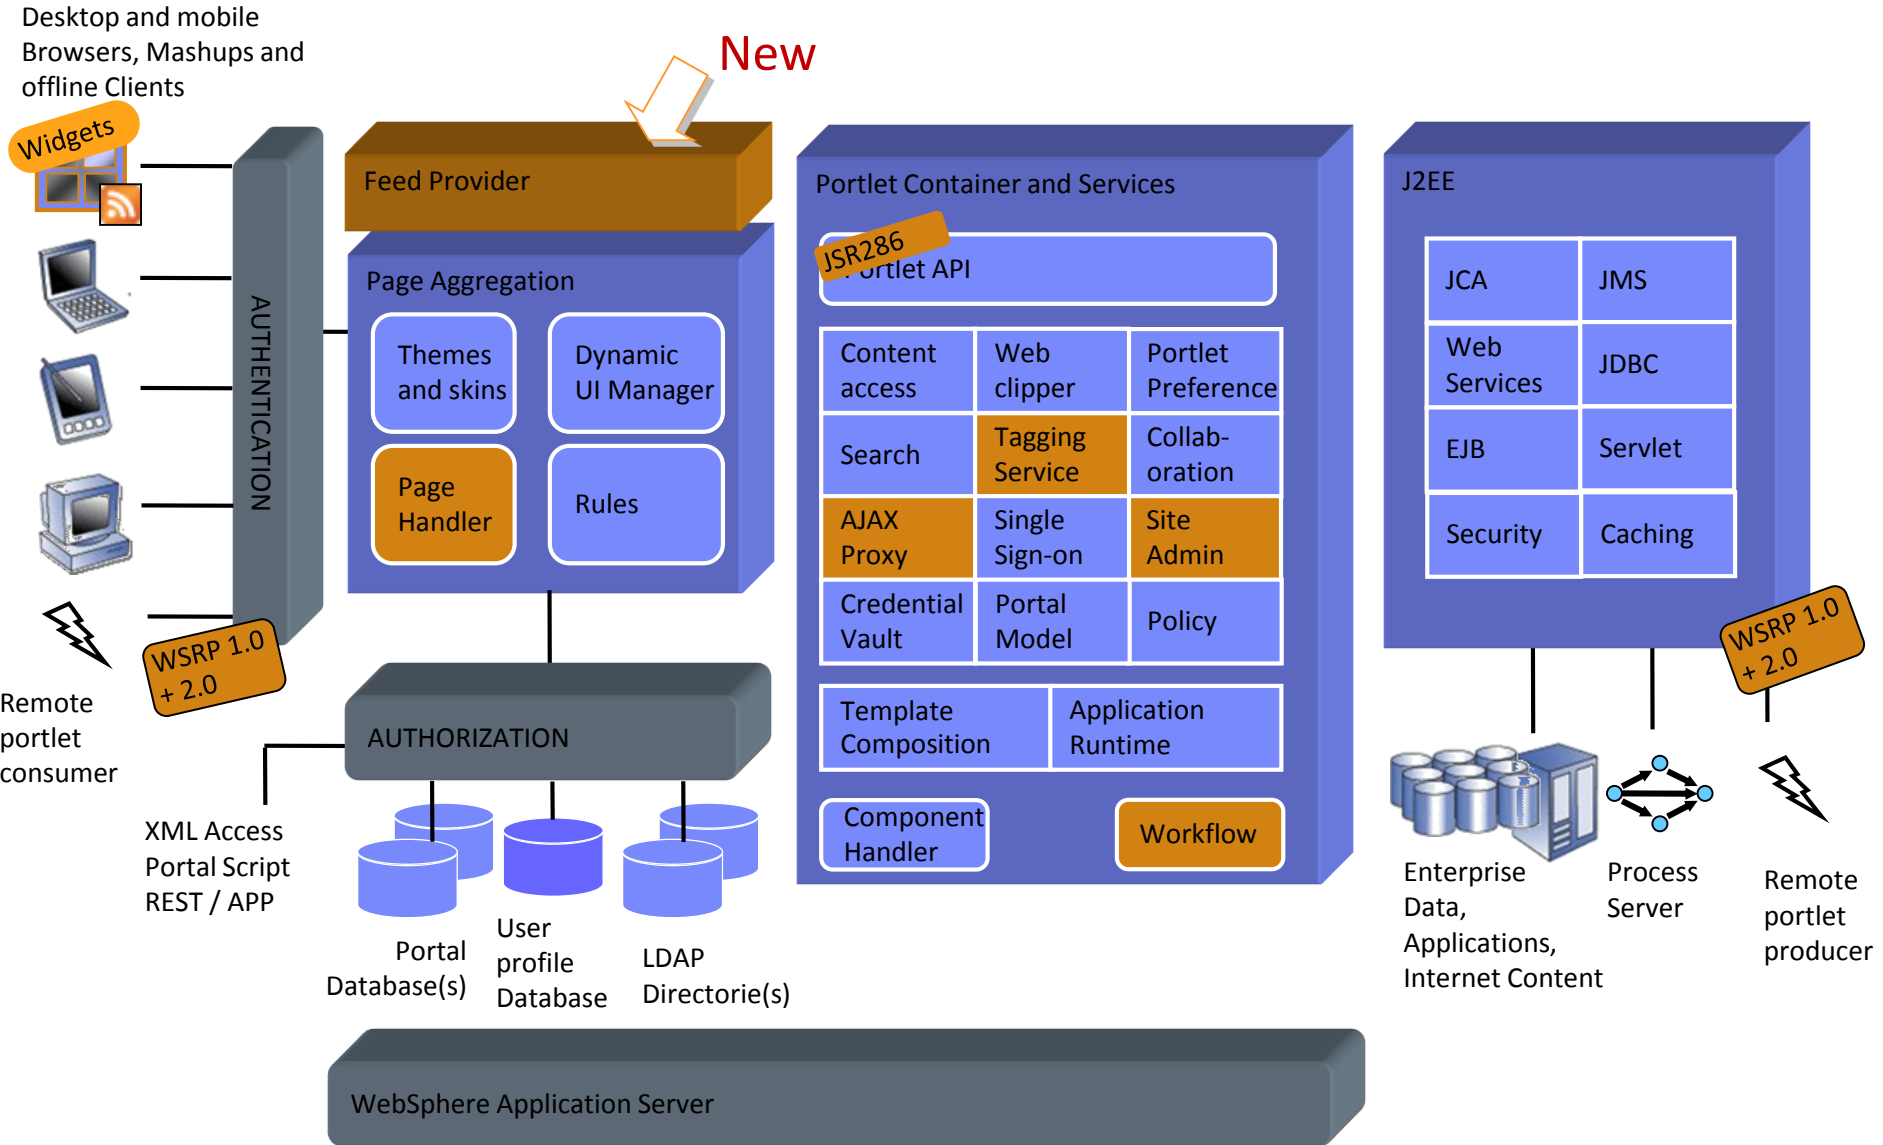 Desktop and mobile
Browsers, Mashups and
offline Clients
New
Widgets
AUTHENTICATION
Feed Provider
Page Aggregation
Themes
and skins
Dynamic
UI Manager
Page
Handler
Rules
Portlet Container and Services
JSR286
Portlet API
Content
access
Web
clipper
Portlet
Preference
Search
Tagging
Service
Collab-
oration
AJAX
Proxy
Single
Sign-on
Site
Admin
Credential
Vault
Portal
Model
Policy
Template
Composition
Application
Runtime
Component
Handler
Workflow
J2EE
JCA
JMS
Web
Services
JDBC
EJB
Servlet
Security
Caching
WSRP 1.0
+ 2.0
WSRP 1.0
+ 2.0
Remote
portlet
consumer
AUTHORIZATION
XML Access
Portal Script
REST / APP
Portal
Database(s)
User
profile
Database
LDAP
Directorie(s)
Enterprise
Data,
Applications,
Internet Content
Process
Server
Remote
portlet
producer
WebSphere Application Server